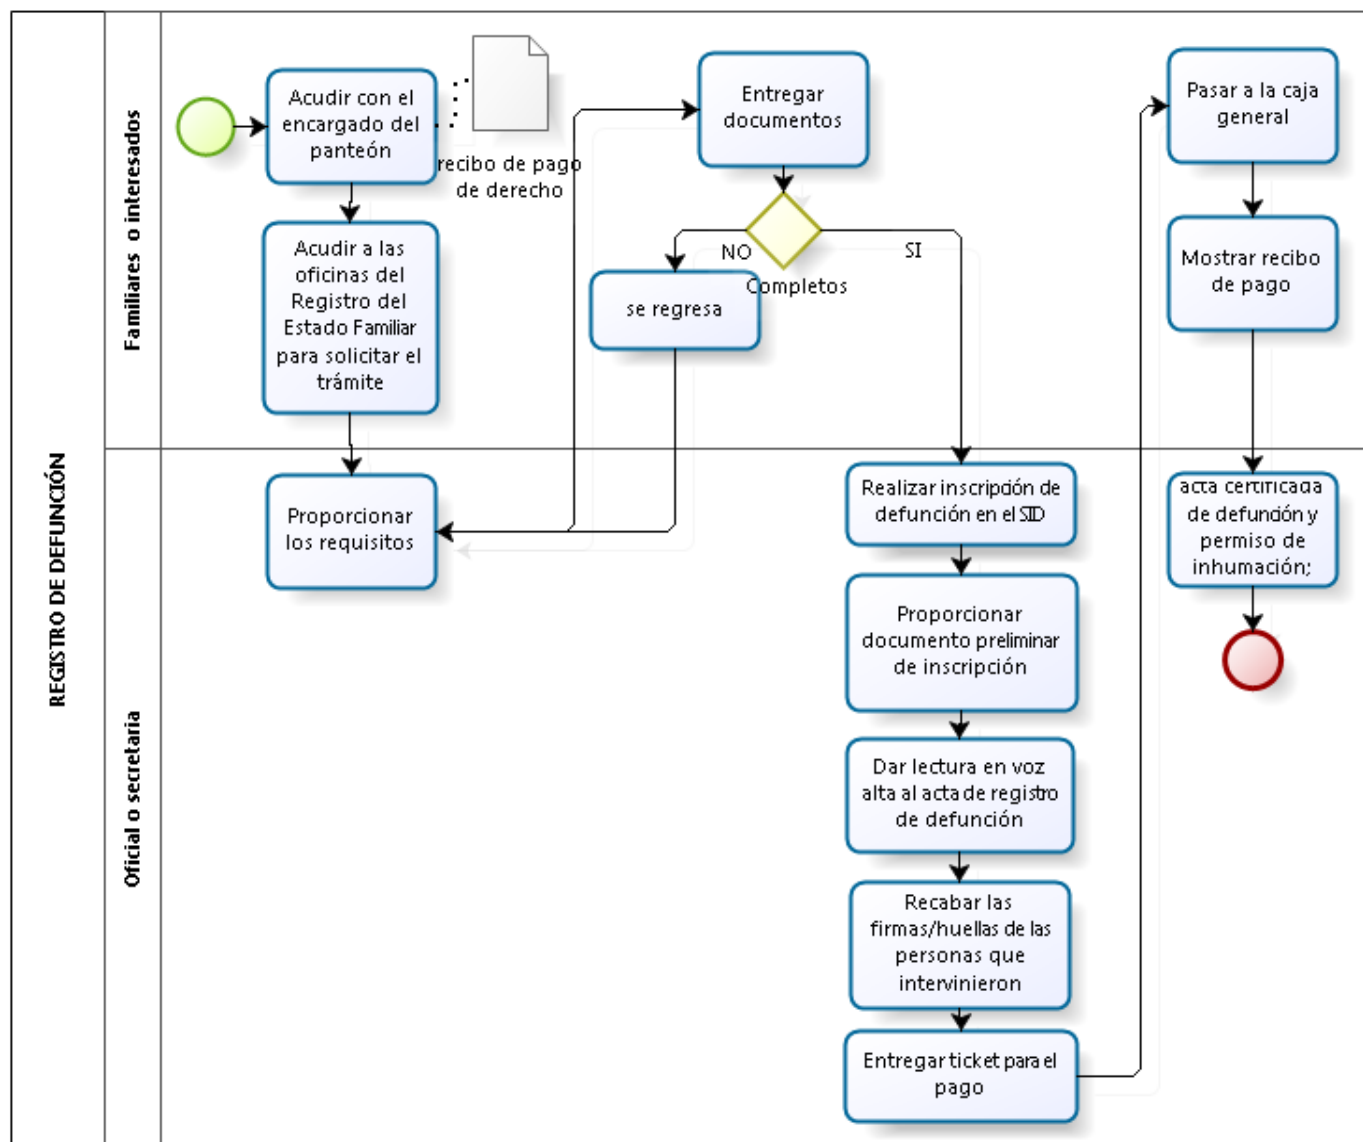 REGISTRO DE DEFUNCIÓN
Familiares o interesados
Acudir con el
encargado del
panteón
recibo de pago
de derecho
Acudir a las
oficinas del
Registro del
Estado Familiar
para solicitar el
trámite
Entregar
documentos
NO
SI
Completos
se regresa
Pasar a la caja
general
Mostrar recibo
de pago
Oficial o secretaria
Proporcionar
los requisitos
Realizar inscripción de
defunción en el SID
Proporcionar
documento preliminar
de inscripción
Dar lectura en voz
alta al acta de registro
de defunción
Recabar las
firmas/huellas de las
personas que
intervinieron
Entregar ticket para el
pago
acta certificada
de defunción y
permiso de
inhumación;